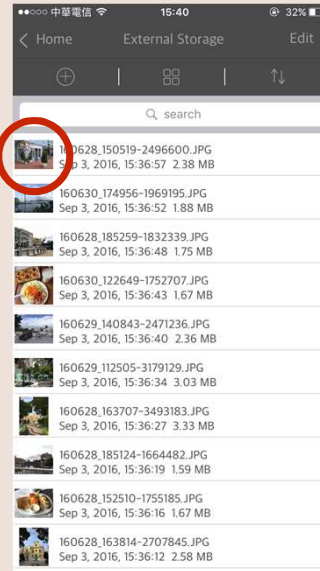 中華電信 15:40 32%
Home External Storage Edit
search
160628_150519-2496600.JPG
Sep 3, 2016, 15:36:57 2.38 MB
160630_174956-1969195.JPG
Sep 3, 2016, 15:36:52 1.88 MB
160628_185259-1832339.JPG
Sep 3, 2016, 15:36:48 1.75 MB
160630_122649-1752707.JPG
Sep 3, 2016, 15:36:43 1.67 MB
160629_140843-2471236.JPG
Sep 3, 2016, 15:36:40 2.36 MB
160629_112505-3179129.JPG
Sep 3, 2016, 15:36:34 3.03 MB
160628_163707-3493183.JPG
Sep 3, 2016, 15:36:27 3.33 MB
160628_185124-1664482.JPG
Sep 3, 2016, 15:36:19 1.59 MB
160628_152510-1755185.JPG
Sep 3, 2016, 15:36:16 1.67 MB
160628_163814-2707845.JPG
Sep 3, 2016, 15:36:12 2.58 MB